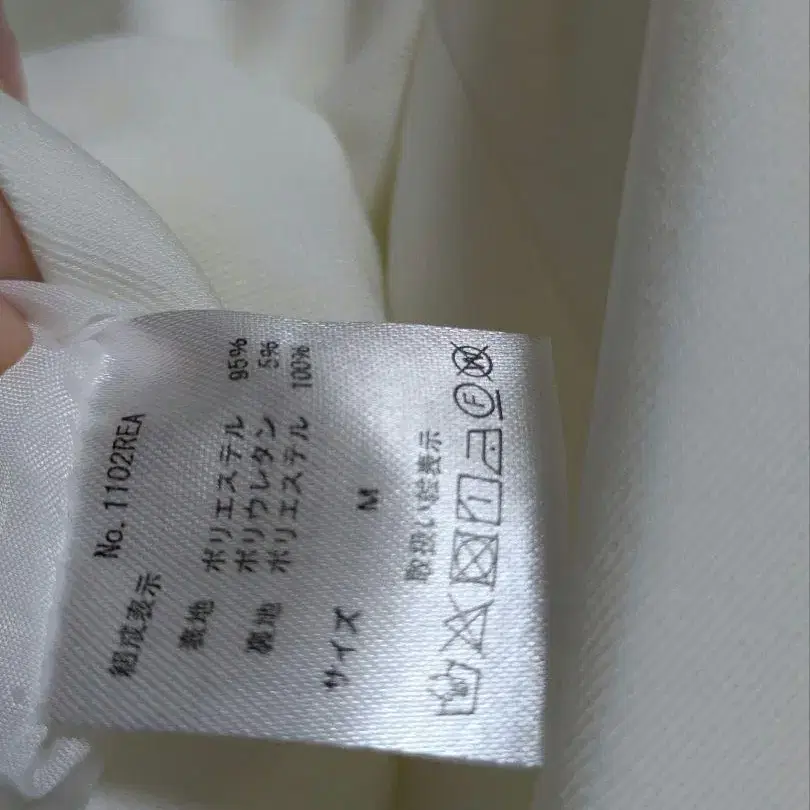 No.1102REA
組成表示
表地 ポリエステル 95%
ポリウレタン 5%
裏地 ポリエステル 100%
サイズ M
取扱い絵表示
F W